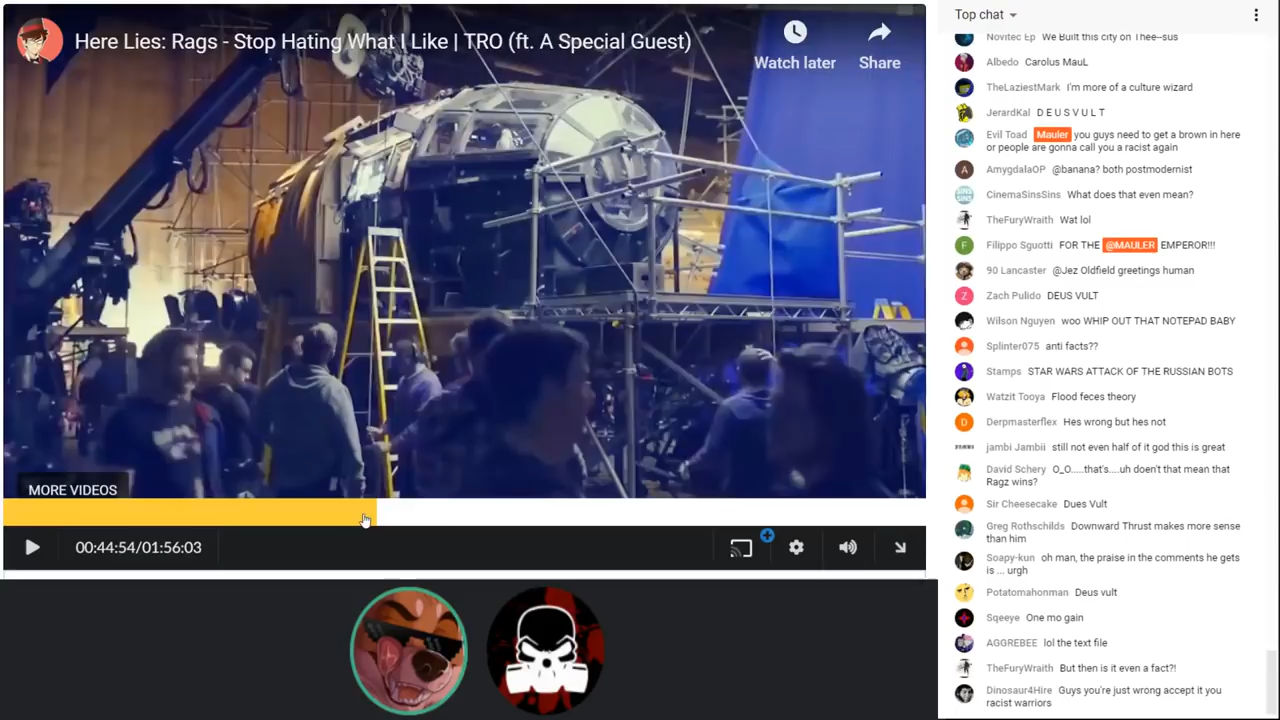 Here Lies: Rags - Stop Hating What I Like | TRO (ft. A Special Guest)
Watch later
Share
MORE VIDEOS
00:44:54/01:56:03
Top chat
Novitec Ep We Built this city on Thee--sus
Albedo Carolus MauL
TheLaziestMark I'm more of a culture wizard
JerardKal D E U S V U L T
Evil Toad Mauler you guys need to get a brown in here
or people are gonna call you a racist again
A
AmygdalaOP @banana? both postmodernist
CinemaSinsSins What does that even mean?
TheFuryWraith Wat lol
F
Filippo Sguotti FOR THE @MAULER EMPEROR!!!
90 Lancaster @Jez Oldfield greetings human
Z
Zach Pulido DEUS VULT
Wilson Nguyen woo WHIP OUT THAT NOTEPAD BABY
Splinter075 anti facts??
Stamps STAR WARS ATTACK OF THE RUSSIAN BOTS
Watzit Tooya Flood feces theory
D
Derpmasterflex Hes wrong but hes not
jambi Jambii still not even half of it god this is great
David Schery O_O.....that's....uh doen't that mean that
Ragz wins?
Sir Cheesecake Dues Vult
Greg Rothschilds Downward Thrust makes more sense
than him
Soapy-kun oh man, the praise in the comments he gets
is ... urgh
Potatomahonman Deus vult
Sqeeye One mo gain
AGGREBEE lol the text file
TheFuryWraith But then is it even a fact?!
Dinosaur4Hire Guys you're just wrong accept it you
racist warriors